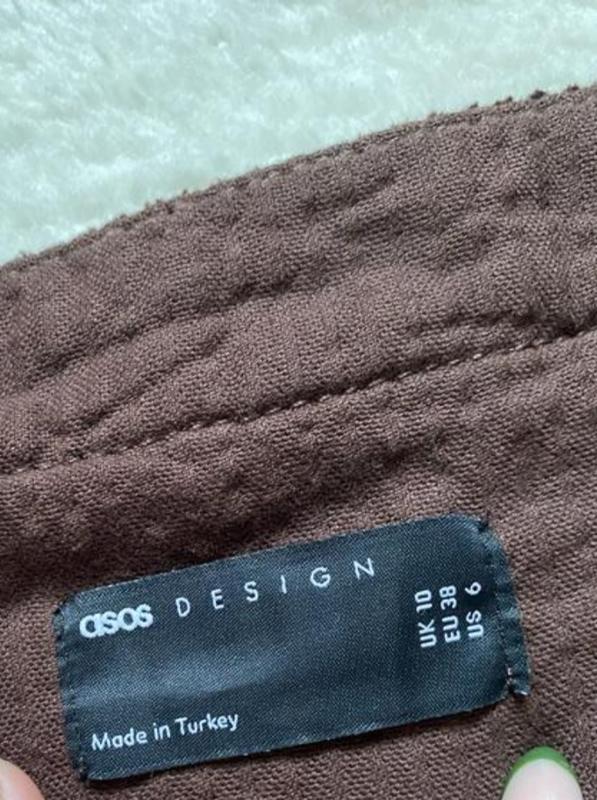 asos DESIGN
UK 10
EU 38
US 6
Made in Turkey